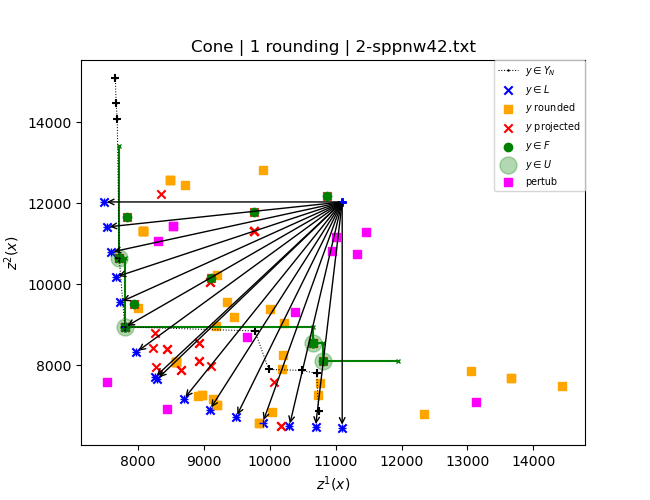 Cone | 1 rounding | 2-sppnw42.txt
y ∈ Y_N
y ∈ L
y rounded
y projected
y ∈ F
y ∈ U
pertub
14000
12000
10000
8000
z²(x)
8000 9000 10000 11000 12000 13000 14000
z¹(x)